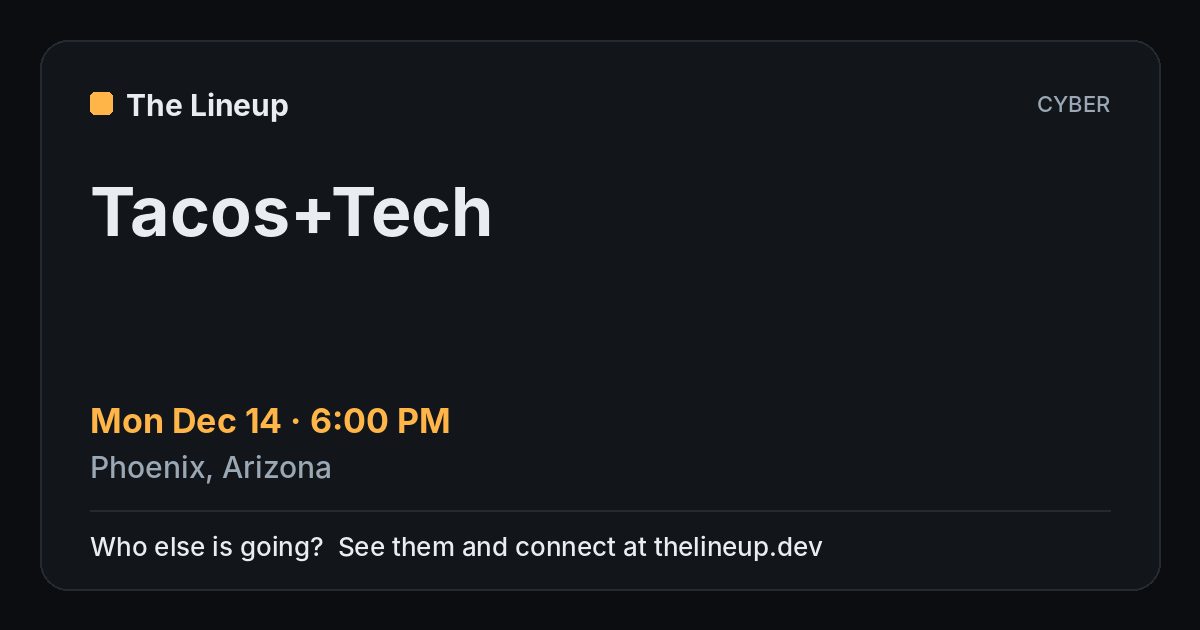 The Lineup
CYBER
Tacos+Tech
Mon Dec 14 · 6:00 PM
Phoenix, Arizona
Who else is going?  See them and connect at thelineup.dev